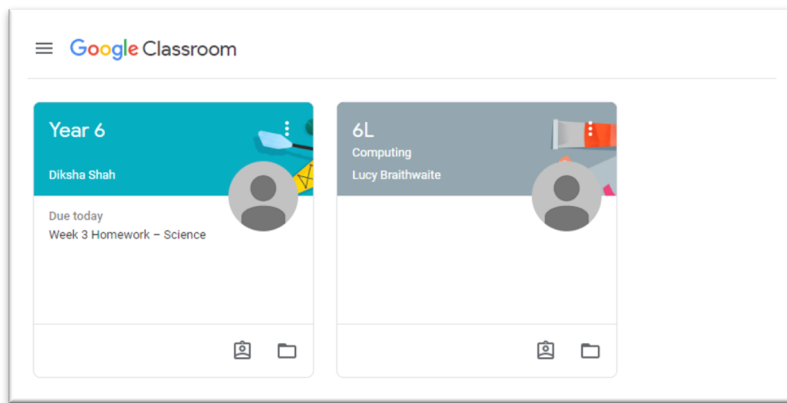 Google Classroom
Year 6
Diksha Shah
Due today
Week 3 Homework – Science
6L
Computing
Lucy Braithwaite